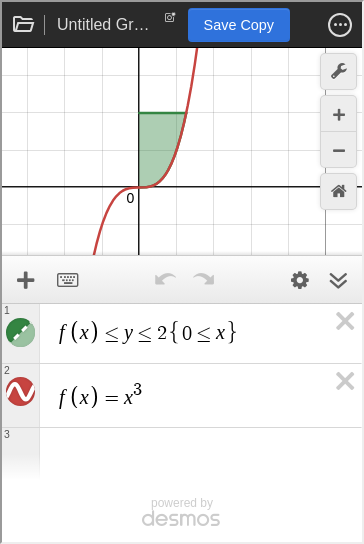 Untitled Gr...
Save Copy
0
1
f(x) ≤ y ≤ 2{0 ≤ x}
2
f(x) = x³
3
powered by
desmos